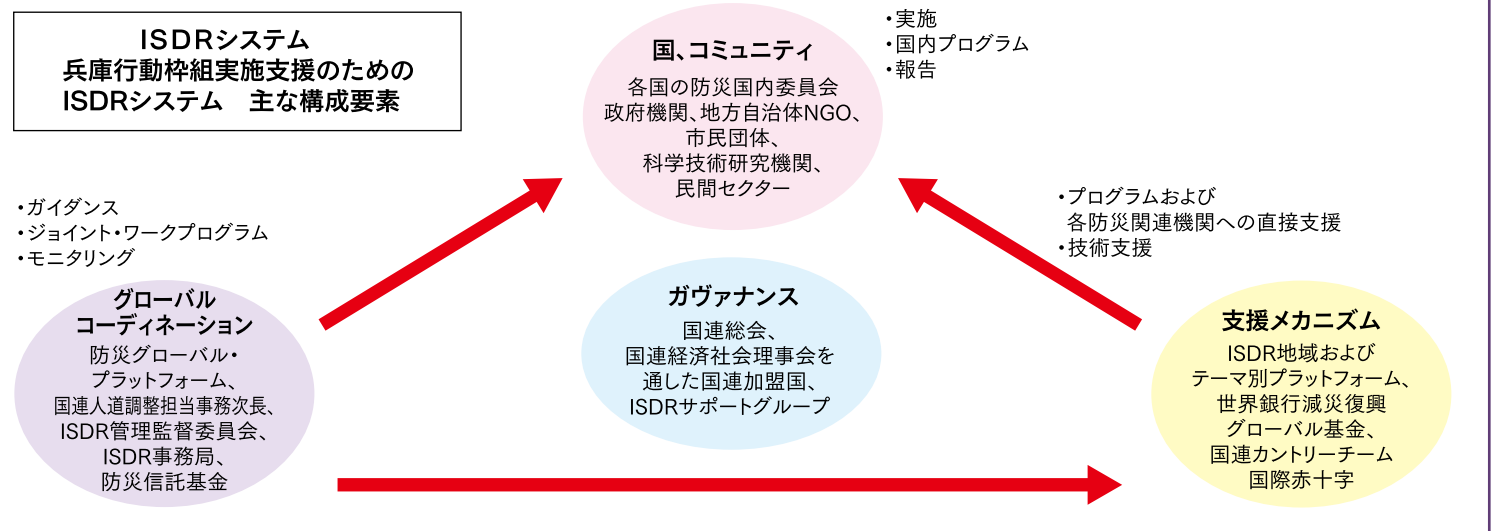 ISDRシステム
兵庫行動枠組実施支援のための
ISDRシステム　主な構成要素
国、コミュニティ
各国の防災国内委員会
政府機関、地方自治体NGO、
市民団体、
科学技術研究機関、
民間セクター
・実施
・国内プログラム
・報告
・ガイダンス
・ジョイント・ワークプログラム
・モニタリング
・プログラムおよび
各防災関連機関への直接支援
・技術支援
グローバル
コーディネーション
防災グローバル・
プラットフォーム、
国連人道調整担当事務次長、
ISDR管理監督委員会、
ISDR事務局、
防災信託基金
ガヴァナンス
国連総会、
国連経済社会理事会を
通した国連加盟国、
ISDRサポートグループ
支援メカニズム
ISDR地域および
テーマ別プラットフォーム、
世界銀行減災復興
グローバル基金、
国連カントリーチーム
国際赤十字